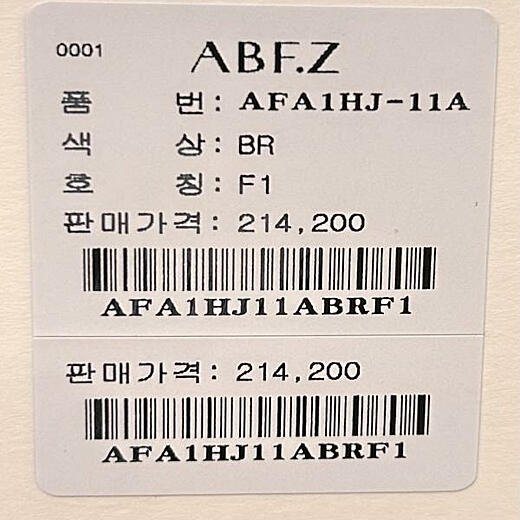 0001 ABF.Z
품 번: AFA1HJ-11A
색 상: BR
호 칭: F1
판매가격: 214,200
AFA1HJ11ABRF1
판매가격: 214,200
AFA1HJ11ABRF1